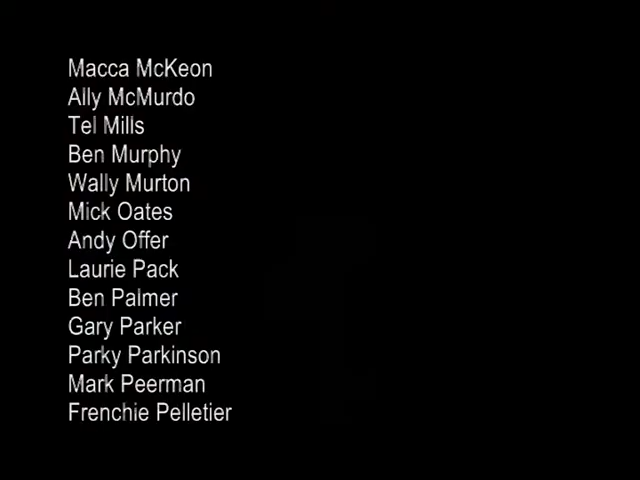 Macca McKeon
Ally McMurdo
Tel Mills
Ben Murphy
Wally Murton
Mick Oates
Andy Offer
Laurie Pack
Ben Palmer
Gary Parker
Parky Parkinson
Mark Peerman
Frenchie Pelletier